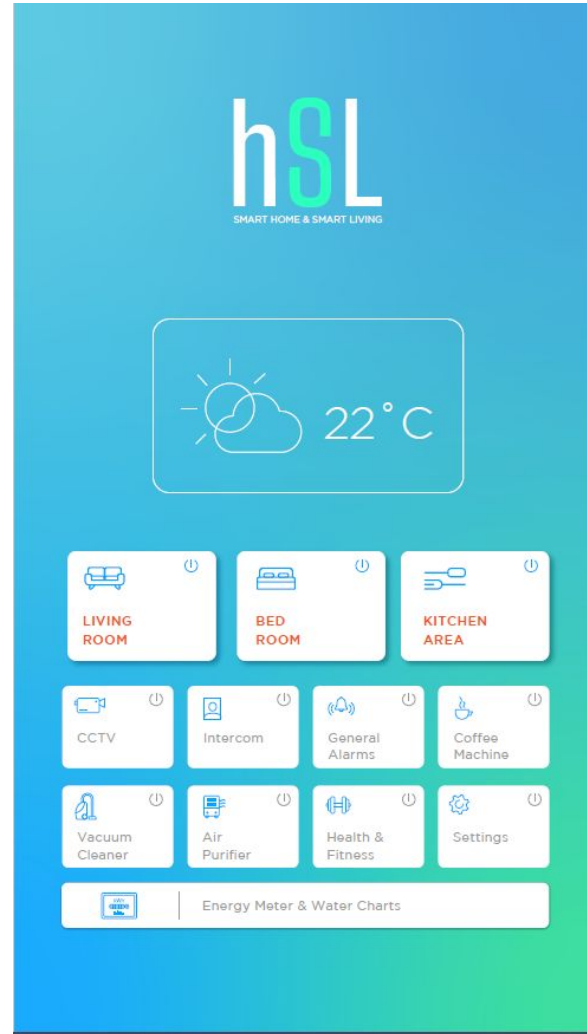 hSL
SMART HOME & SMART LIVING
22°C
LIVING
ROOM
BED
ROOM
KITCHEN
AREA
CCTV
Intercom
General
Alarms
Coffee
Machine
Vacuum
Cleaner
Air
Purifier
Health &
Fitness
Settings
Energy Meter & Water Charts